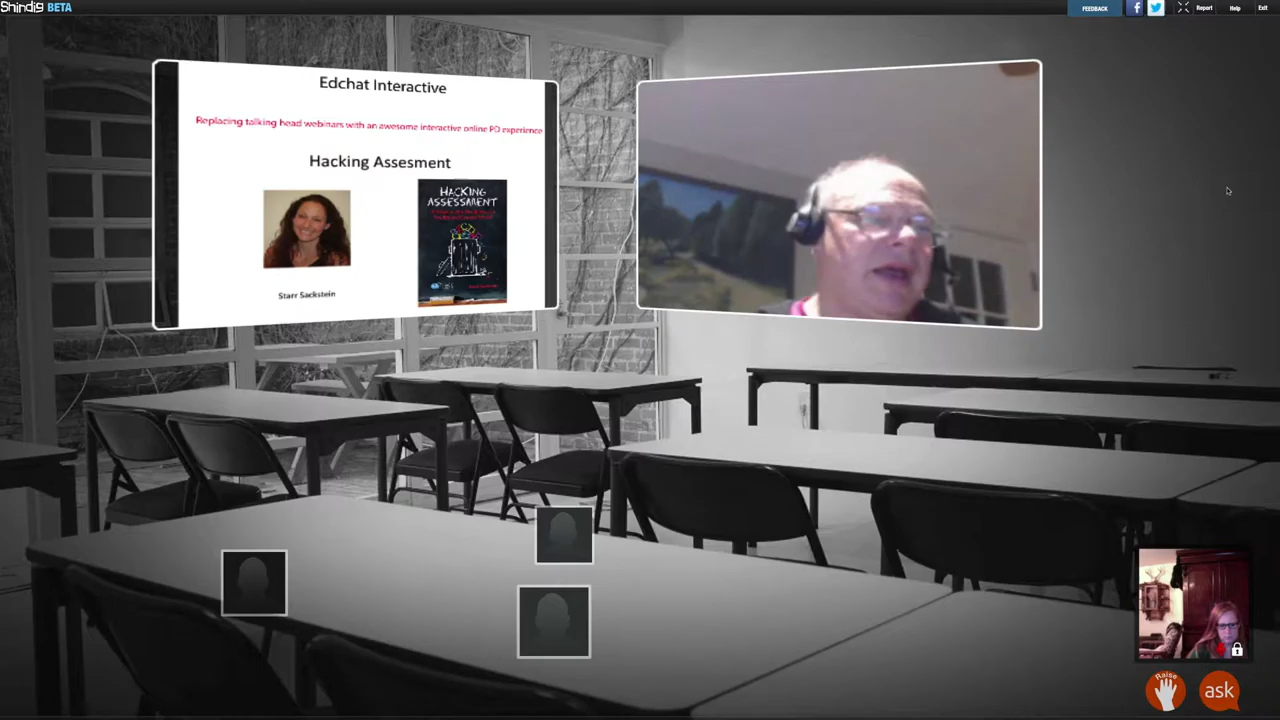 Shindig BETA
FEEDBACK
Report
Help
Exit
Edchat Interactive
Replacing talking head webinars with an awesome interactive online PD experience
Hacking Assesment
HACKING
ASSESSMENT
Starr Sackstein
Raise
ask